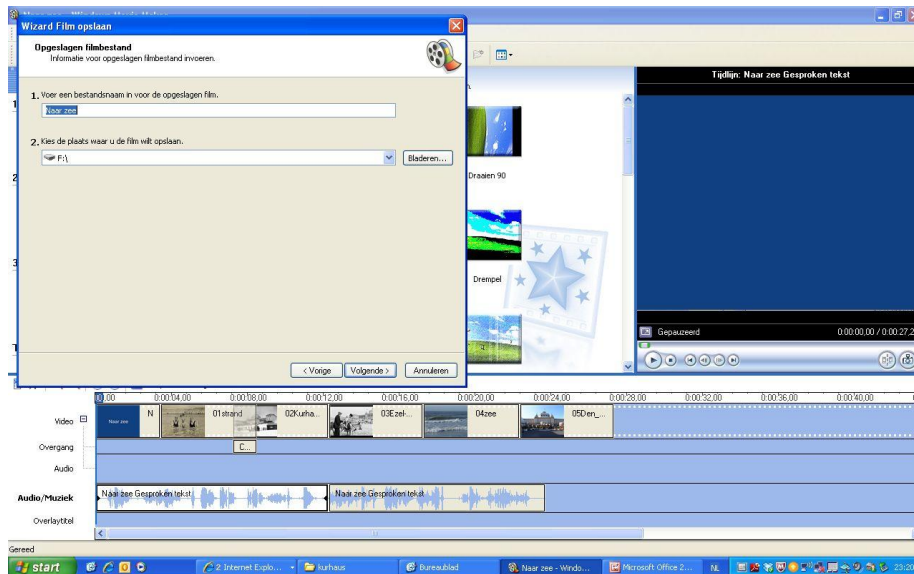 Naar zee - Windows Movie Maker
Wizard Film opslaan
Opgeslagen filmbestand
Informatie voor opgeslagen filmbestand invoeren.
1. Voer een bestandsnaam in voor de opgeslagen film.
Naar zee
2. Kies de plaats waar u de film wilt opslaan.
F:\
Bladeren...
< Vorige
Volgende >
Annuleren
Draaien 90
Drempel
Tijdlijn: Naar zee Gesproken tekst
Gepauzeerd
0:00:00,00 / 0:00:27,2
0,00 0:00:04,00 0:00:08,00 0:00:12,00 0:00:16,00 0:00:20,00 0:00:24,00 0:00:28,00 0:00:32,00 0:00:36,00 0:00:40,00
Video
Naar zee
N
01strand
02Kurha...
03Ezel-...
04zee
05Den_...
Overgang
C...
Audio
Audio/Muziek
Naar zee Gesproken tekst
Naar zee Gesproken tekst
Overlaytitel
Gereed
start
2 Internet Explo...
kurhaus
Bureaublad
Naar zee - Windo...
Microsoft Office 2...
NL
23:20